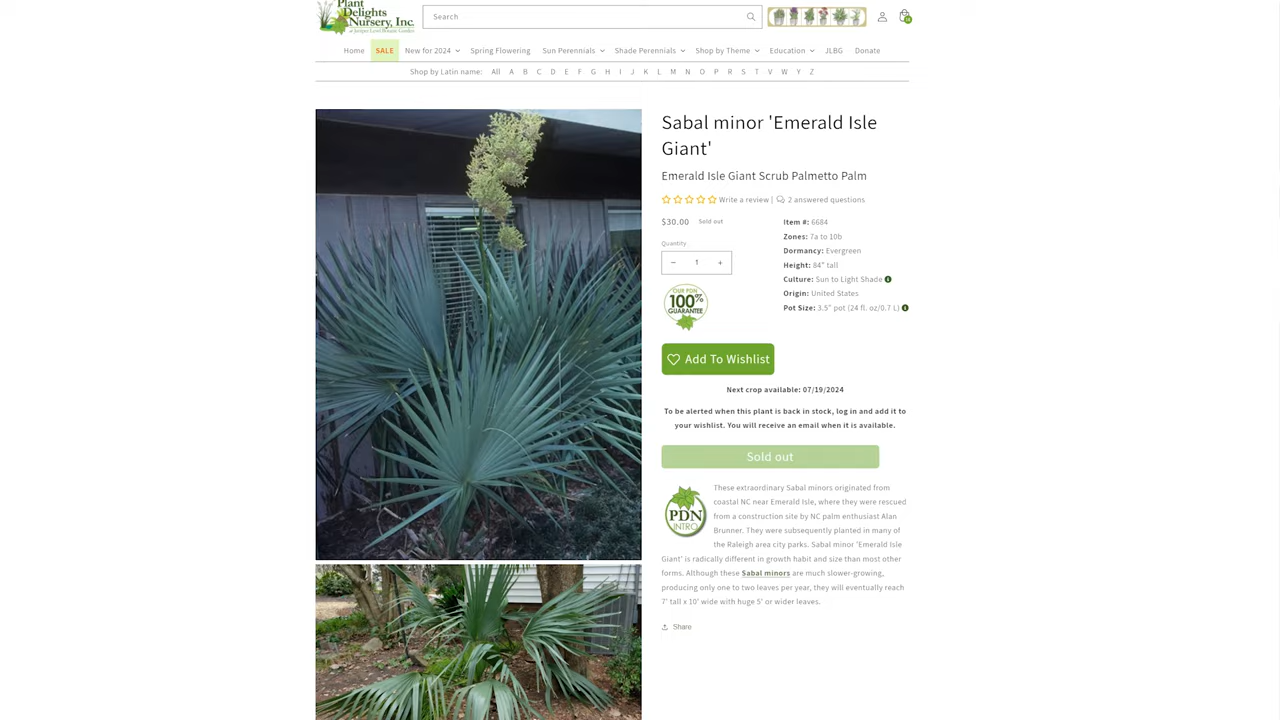 Plant
Delights
Nursery, Inc.
at Juniper Level Botanic Garden
Search
Home SALE New for 2024 Spring Flowering Sun Perennials Shade Perennials Shop by Theme Education JLBG Donate
Shop by Latin name: All A B C D E F G H I J K L M N O P R S T V W Y Z
Sabal minor 'Emerald Isle
Giant'
Emerald Isle Giant Scrub Palmetto Palm
Write a review | 2 answered questions
$30.00 Sold out
Quantity
− 1 +
Item #: 6684
Zones: 7a to 10b
Dormancy: Evergreen
Height: 84" tall
Culture: Sun to Light Shade
Origin: United States
Pot Size: 3.5" pot (24 fl. oz/0.7 L)
OUR PDN
100%
GUARANTEE
Add To Wishlist
Next crop available: 07/19/2024
To be alerted when this plant is back in stock, log in and add it to
your wishlist. You will receive an email when it is available.
Sold out
PDN
INTRO
These extraordinary Sabal minors originated from
coastal NC near Emerald Isle, where they were rescued
from a construction site by NC palm enthusiast Alan
Brunner. They were subsequently planted in many of
the Raleigh area city parks. Sabal minor 'Emerald Isle
Giant' is radically different in growth habit and size than most other
forms. Although these Sabal minors are much slower-growing,
producing only one to two leaves per year, they will eventually reach
7' tall x 10' wide with huge 5' or wider leaves.
Share